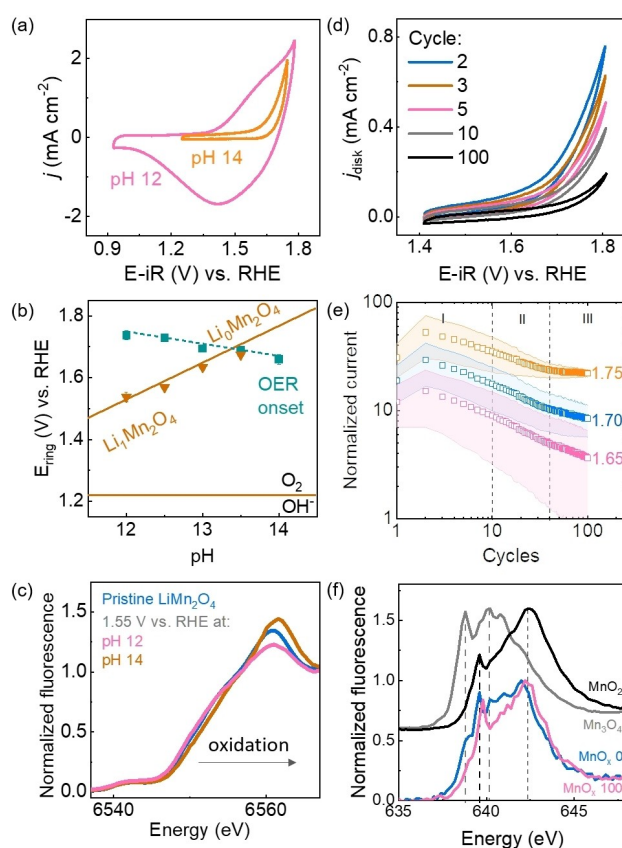 (a)
j (mA cm⁻²)
2
0
-2
pH 14
pH 12
0.9 1.2 1.5 1.8
E-iR (V) vs. RHE
(d)
j_disk (mA cm⁻²)
0.8
0.4
0.0
Cycle:
2
3
5
10
100
1.4 1.6 1.8
E-iR (V) vs. RHE
(b)
E_ring (V) vs. RHE
1.8
1.6
1.4
1.2
Li₀Mn₂O₄
Li₁Mn₂O₄
OER
onset
O₂
OH⁻
12 13 14
pH
(e)
Normalized current
100
10
1
I II III
1.75
1.70
1.65
1 10 100
Cycles
(c)
Normalized fluorescence
1.5
1.0
0.5
0.0
Pristine LiMn₂O₄
1.55 V vs. RHE at:
pH 12
pH 14
oxidation
6540 6560
Energy (eV)
(f)
Normalized fluorescence
1.5
1.0
0.5
0.0
MnO₂
Mn₃O₄
MnOₓ 0
MnOₓ 100
635 640 645
Energy (eV)